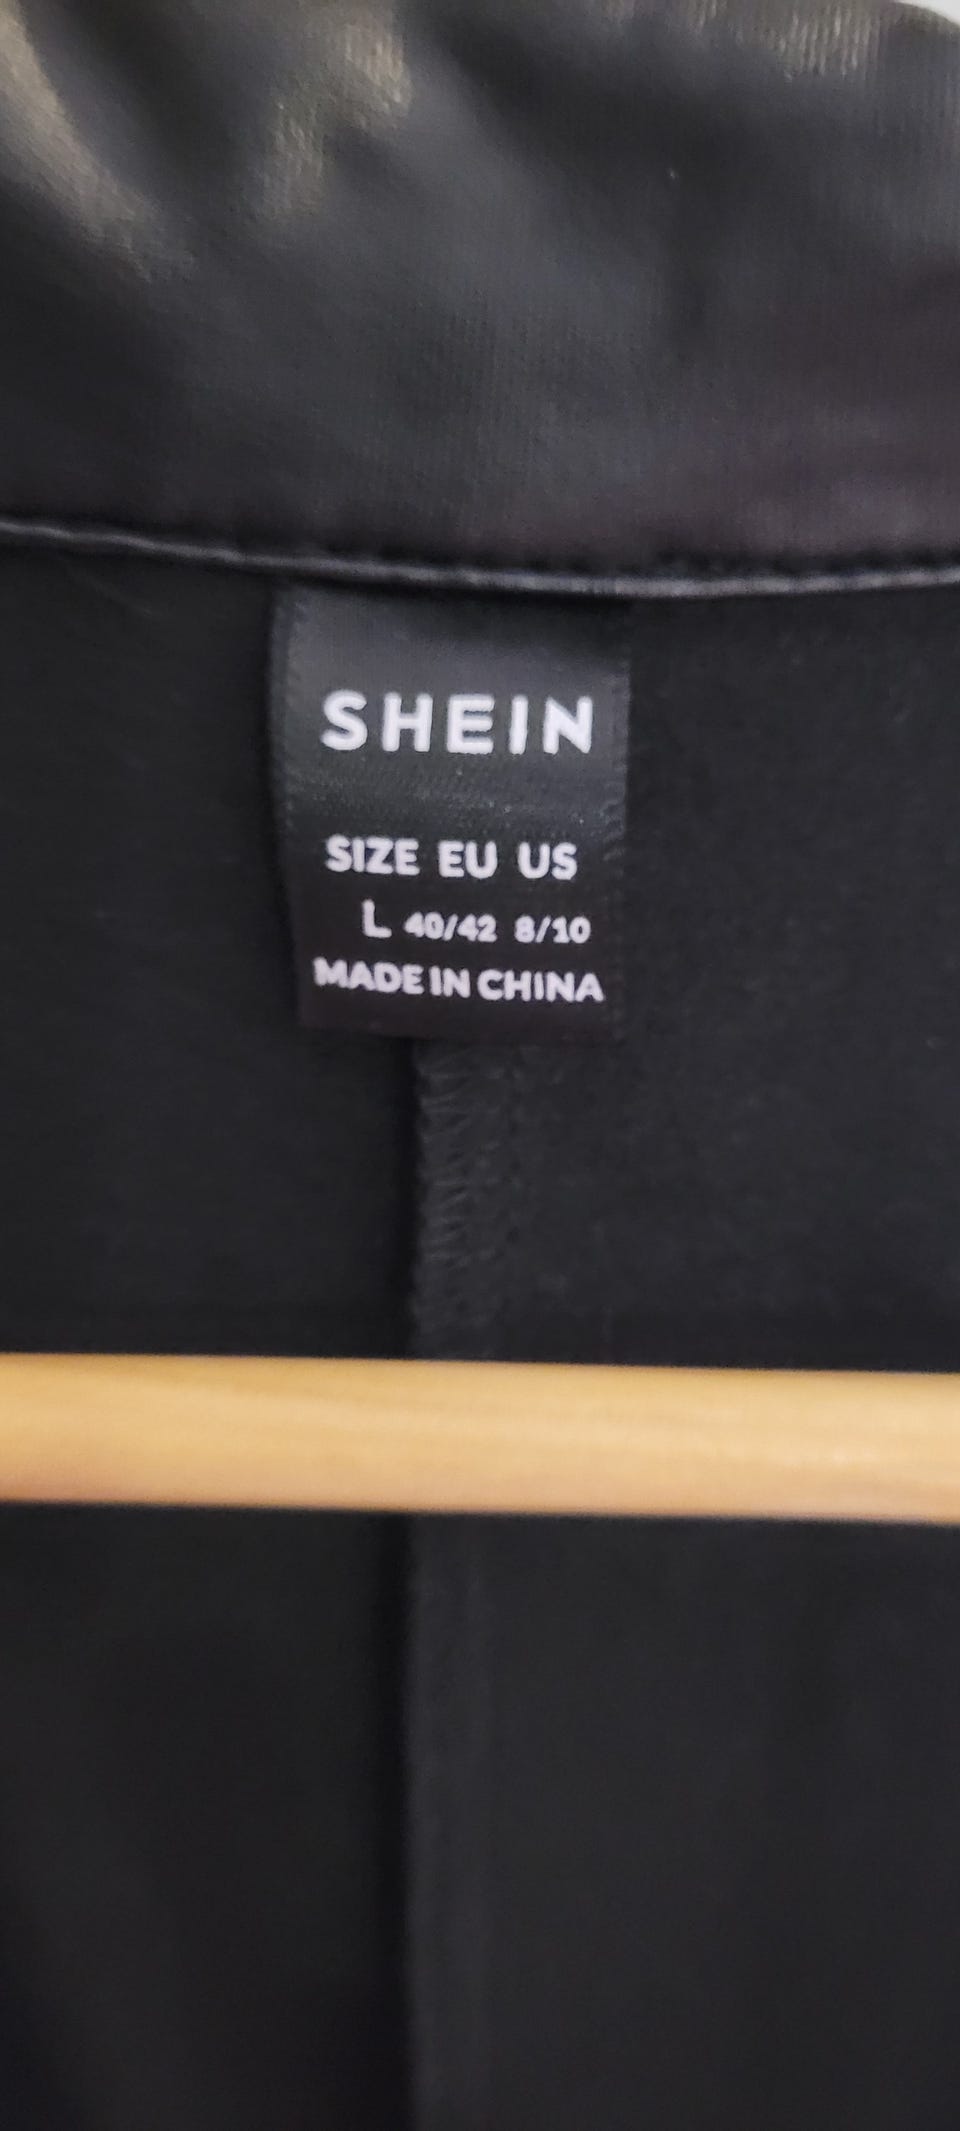 SHEIN
SIZE EU US
L 40/42 8/10
MADE IN CHINA